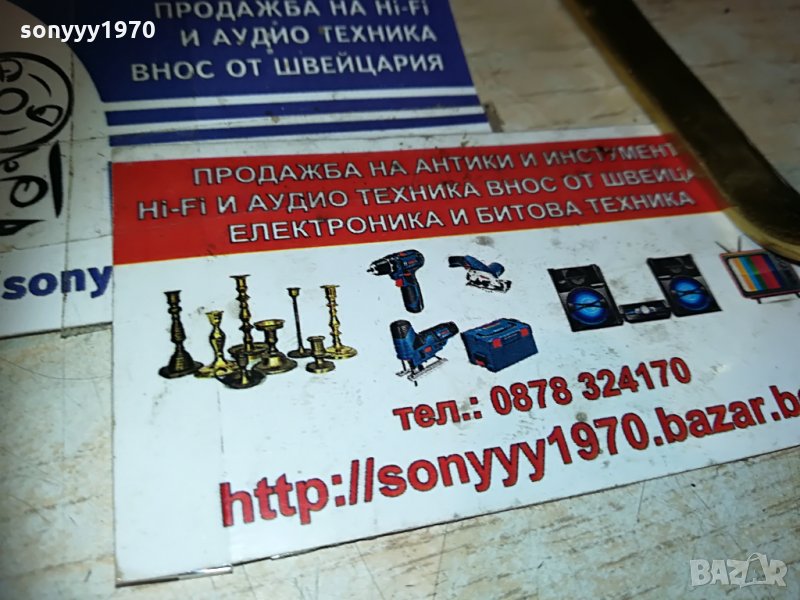 sonyyy1970
ПРОДАЖБА НА Hi-Fi
И АУДИО ТЕХНИКА
ВНОС ОТ ШВЕЙЦАРИЯ
/sonyy
ПРОДАЖБА НА АНТИКИ И ИНСТУМЕНТ
Hi-Fi И АУДИО ТЕХНИКА ВНОС ОТ ШВЕЙЦА
ЕЛЕКТРОНИКА И БИТОВА ТЕХНИКА
тел.: 0878 324170
http://sonyyy1970.bazar.b
BAZAR